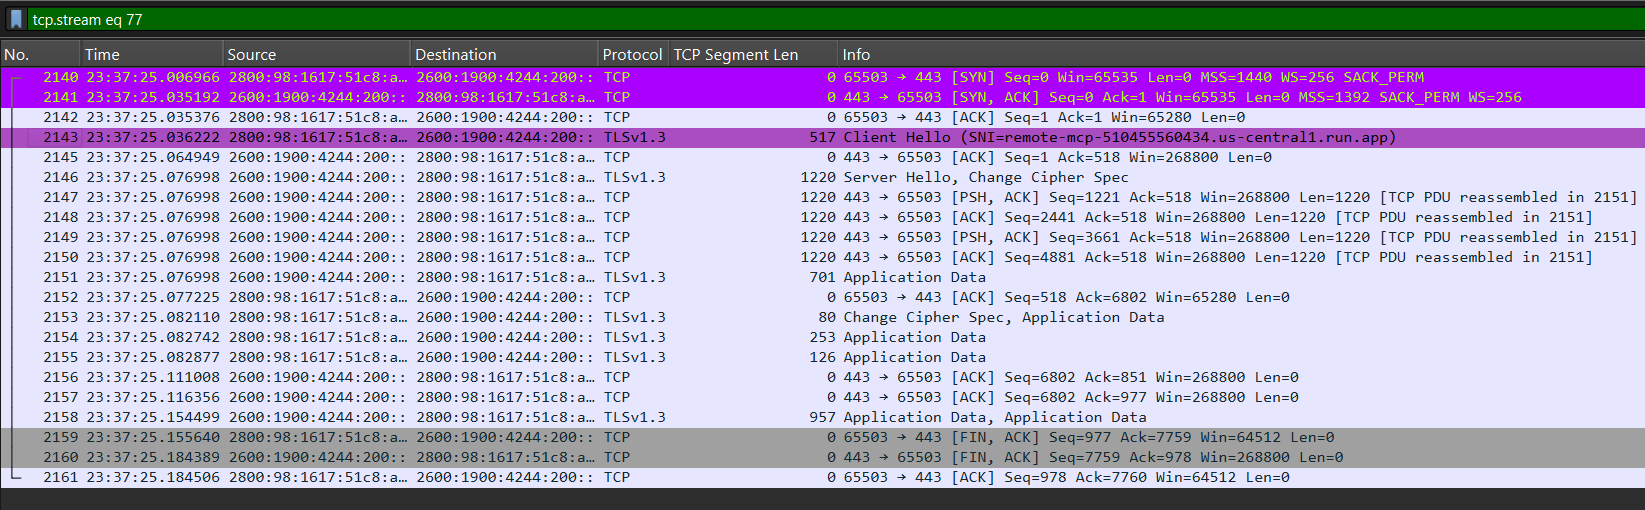 tcp.stream eq 77
No. Time Source Destination Protocol TCP Segment Len Info
2140 23:37:25.006966 2800:98:1617:51c8:a… 2600:1900:4244:200:: TCP 0 65503 → 443 [SYN] Seq=0 Win=65535 Len=0 MSS=1440 WS=256 SACK_PERM
2141 23:37:25.035192 2600:1900:4244:200:: 2800:98:1617:51c8:a… TCP 0 443 → 65503 [SYN, ACK] Seq=0 Ack=1 Win=65535 Len=0 MSS=1392 SACK_PERM WS=256
2142 23:37:25.035376 2800:98:1617:51c8:a… 2600:1900:4244:200:: TCP 0 65503 → 443 [ACK] Seq=1 Ack=1 Win=65280 Len=0
2143 23:37:25.036222 2800:98:1617:51c8:a… 2600:1900:4244:200:: TLSv1.3 517 Client Hello (SNI=remote-mcp-510455560434.us-central1.run.app)
2145 23:37:25.064949 2600:1900:4244:200:: 2800:98:1617:51c8:a… TCP 0 443 → 65503 [ACK] Seq=1 Ack=518 Win=268800 Len=0
2146 23:37:25.076998 2600:1900:4244:200:: 2800:98:1617:51c8:a… TLSv1.3 1220 Server Hello, Change Cipher Spec
2147 23:37:25.076998 2600:1900:4244:200:: 2800:98:1617:51c8:a… TCP 1220 443 → 65503 [PSH, ACK] Seq=1221 Ack=518 Win=268800 Len=1220 [TCP PDU reassembled in 2151]
2148 23:37:25.076998 2600:1900:4244:200:: 2800:98:1617:51c8:a… TCP 1220 443 → 65503 [ACK] Seq=2441 Ack=518 Win=268800 Len=1220 [TCP PDU reassembled in 2151]
2149 23:37:25.076998 2600:1900:4244:200:: 2800:98:1617:51c8:a… TCP 1220 443 → 65503 [PSH, ACK] Seq=3661 Ack=518 Win=268800 Len=1220 [TCP PDU reassembled in 2151]
2150 23:37:25.076998 2600:1900:4244:200:: 2800:98:1617:51c8:a… TCP 1220 443 → 65503 [ACK] Seq=4881 Ack=518 Win=268800 Len=1220 [TCP PDU reassembled in 2151]
2151 23:37:25.076998 2600:1900:4244:200:: 2800:98:1617:51c8:a… TLSv1.3 701 Application Data
2152 23:37:25.077225 2800:98:1617:51c8:a… 2600:1900:4244:200:: TCP 0 65503 → 443 [ACK] Seq=518 Ack=6802 Win=65280 Len=0
2153 23:37:25.082110 2800:98:1617:51c8:a… 2600:1900:4244:200:: TLSv1.3 80 Change Cipher Spec, Application Data
2154 23:37:25.082742 2800:98:1617:51c8:a… 2600:1900:4244:200:: TLSv1.3 253 Application Data
2155 23:37:25.082877 2800:98:1617:51c8:a… 2600:1900:4244:200:: TLSv1.3 126 Application Data
2156 23:37:25.111008 2600:1900:4244:200:: 2800:98:1617:51c8:a… TCP 0 443 → 65503 [ACK] Seq=6802 Ack=851 Win=268800 Len=0
2157 23:37:25.116356 2600:1900:4244:200:: 2800:98:1617:51c8:a… TCP 0 443 → 65503 [ACK] Seq=6802 Ack=977 Win=268800 Len=0
2158 23:37:25.154499 2600:1900:4244:200:: 2800:98:1617:51c8:a… TLSv1.3 957 Application Data, Application Data
2159 23:37:25.155640 2800:98:1617:51c8:a… 2600:1900:4244:200:: TCP 0 65503 → 443 [FIN, ACK] Seq=977 Ack=7759 Win=64512 Len=0
2160 23:37:25.184389 2600:1900:4244:200:: 2800:98:1617:51c8:a… TCP 0 443 → 65503 [FIN, ACK] Seq=7759 Ack=978 Win=268800 Len=0
2161 23:37:25.184506 2800:98:1617:51c8:a… 2600:1900:4244:200:: TCP 0 65503 → 443 [ACK] Seq=978 Ack=7760 Win=64512 Len=0